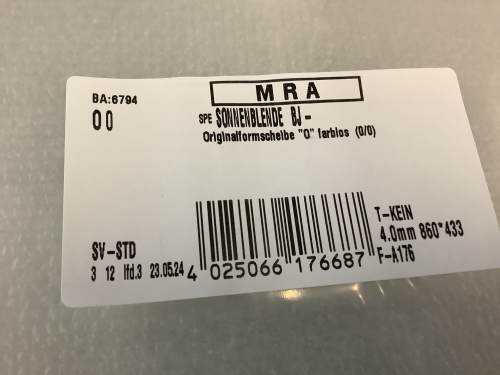 MRA
BA:6794
00
SPE SONNENBLENDE BJ-
Originalformscheibe "O" farblos (0/0)
T-KEIN
4.0mm 860*433
F-A176
SV-STD
3 12 lfd.3 23.05.24
4 025066 176687